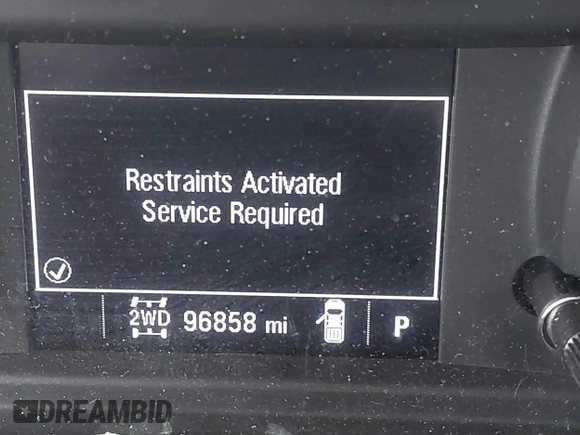 Restraints Activated
Service Required
2WD 96858 mi P
DREAMBID